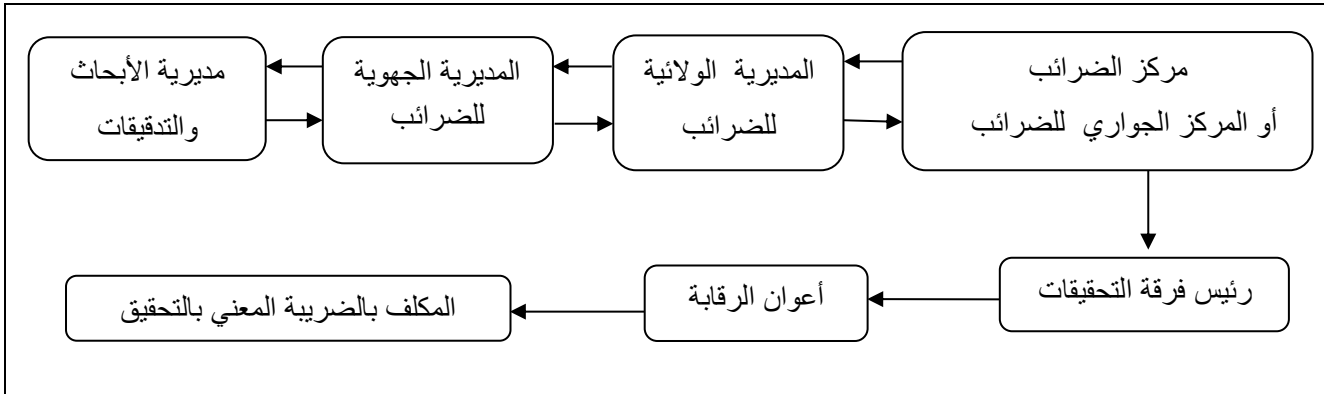 مركز الضرائب
أو المركز الجواري للضرائب
المديرية الولائية
للضرائب
المديرية الجهوية
للضرائب
مديرية الأبحاث
والتدقيقات
رئيس فرقة التحقيقات
أعوان الرقابة
المكلف بالضريبة المعني بالتحقيق